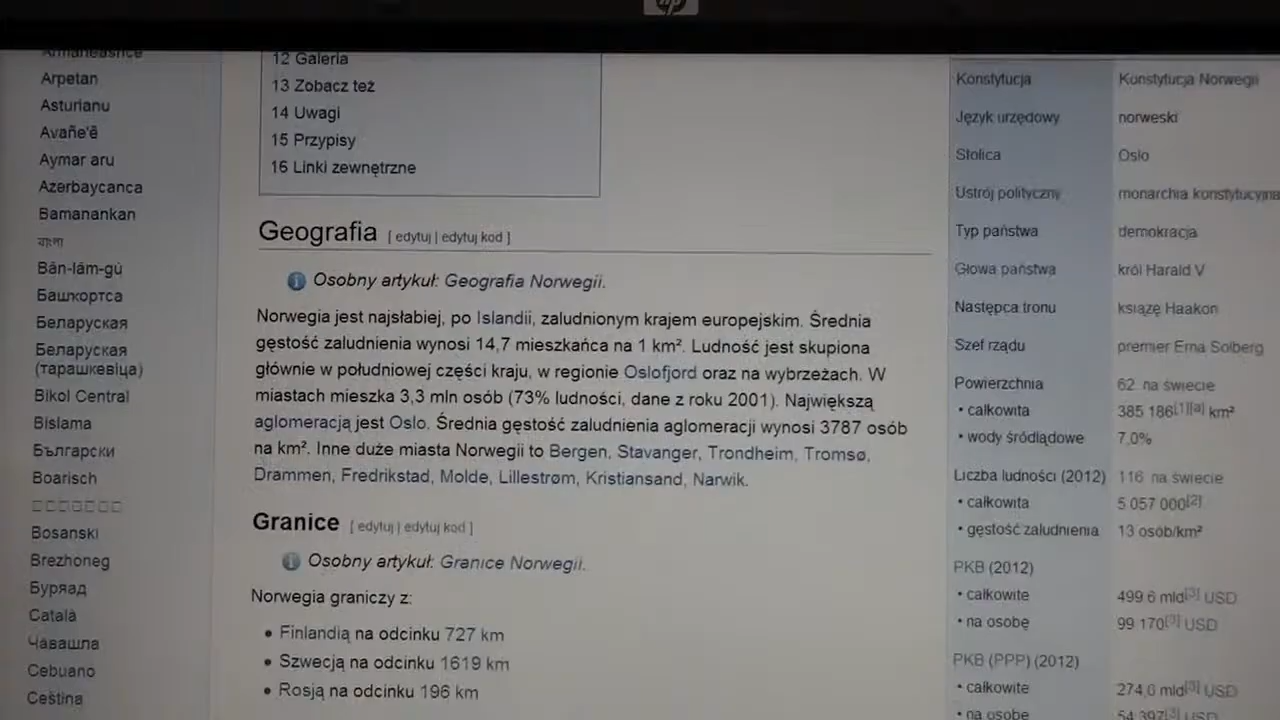 hp
Armãneashce
Arpetan
Asturianu
Avañe'ẽ
Aymar aru
Azərbaycanca
Bamanankan
বাংলা
Bân-lâm-gú
Башҡортса
Беларуская
Беларуская
(тарашкевіца)
Bikol Central
Bislama
Български
Boarisch
Bosanski
Brezhoneg
Буряад
Català
Чӑвашла
Cebuano
Čeština
12 Galeria
13 Zobacz też
14 Uwagi
15 Przypisy
16 Linki zewnętrzne
Geografia [ edytuj | edytuj kod ]
Osobny artykuł: Geografia Norwegii.
Norwegia jest najsłabiej, po Islandii, zaludnionym krajem europejskim. Średnia
gęstość zaludnienia wynosi 14,7 mieszkańca na 1 km². Ludność jest skupiona
głównie w południowej części kraju, w regionie Oslofjord oraz na wybrzeżach. W
miastach mieszka 3,3 mln osób (73% ludności, dane z roku 2001). Największą
aglomeracją jest Oslo. Średnia gęstość zaludnienia aglomeracji wynosi 3787 osób
na km². Inne duże miasta Norwegii to Bergen, Stavanger, Trondheim, Tromsø,
Drammen, Fredrikstad, Molde, Lillestrøm, Kristiansand, Narwik.
Granice [ edytuj | edytuj kod ]
Osobny artykuł: Granice Norwegii.
Norwegia graniczy z:
• Finlandią na odcinku 727 km
• Szwecją na odcinku 1619 km
• Rosją na odcinku 196 km
Konstytucja Konstytucja Norwegii
Język urzędowy norweski
Stolica Oslo
Ustrój polityczny monarchia konstytucyjna
Typ państwa demokracja
Głowa państwa król Harald V
Następca tronu książę Haakon
Szef rządu premier Erna Solberg
Powierzchnia 62. na świecie
• całkowita 385 186[1][a] km²
• wody śródlądowe 7,0%
Liczba ludności (2012) 116. na świecie
• całkowita 5 057 000[2]
• gęstość zaludnienia 13 osób/km²
PKB (2012)
• całkowite 499,6 mld[3] USD
• na osobę 99 170[3] USD
PKB (PPP) (2012)
• całkowite 274,0 mld[3] USD
• na osobę 54 397[3] USD